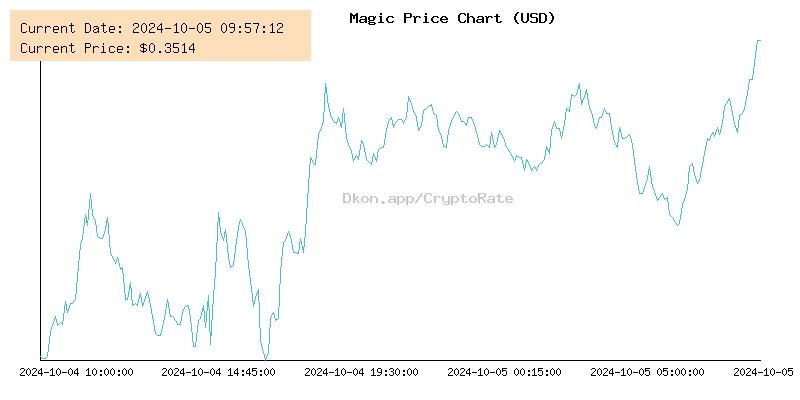 Magic Price Chart (USD)
Current Date: 2024-10-05 09:57:12
Current Price: $0.3514
Dkon.app/CryptoRate
2024-10-04 10:00:00 2024-10-04 14:45:00 2024-10-04 19:30:00 2024-10-05 00:15:00 2024-10-05 05:00:00 2024-10-05